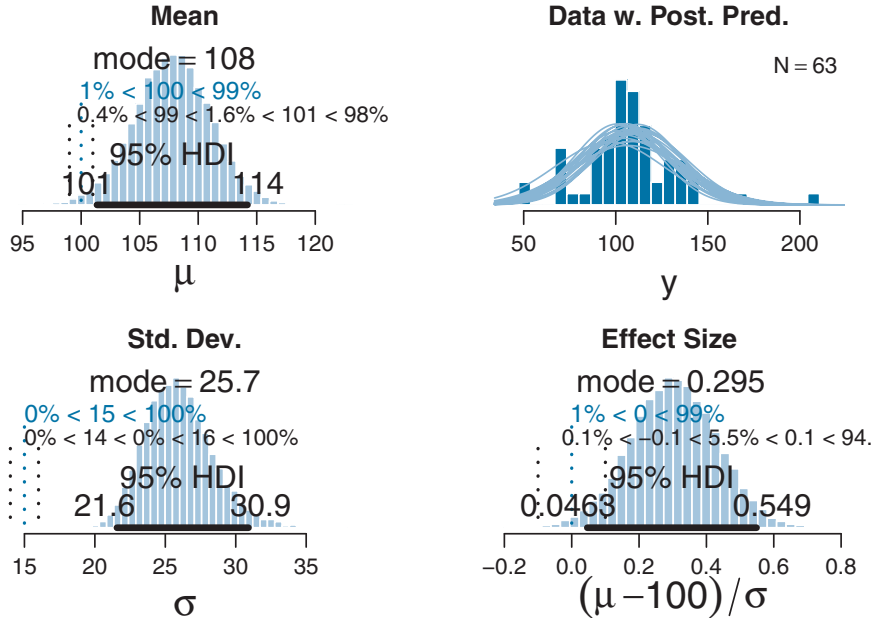 Mean
mode = 108
1% < 100 < 99%
0.4% < 99 < 1.6% < 101 < 98%
95% HDI
101 114
95 100 105 110 115 120
μ
Data w. Post. Pred.
N = 63
50 100 150 200
y
Std. Dev.
mode = 25.7
0% < 15 < 100%
0% < 14 < 0% < 16 < 100%
95% HDI
21.6 30.9
15 20 25 30 35
σ
Effect Size
mode = 0.295
1% < 0 < 99%
0.1% < −0.1 < 5.5% < 0.1 < 94.
95% HDI
0.0463 0.549
−0.2 0.0 0.2 0.4 0.6 0.8
(μ − 100) / σ